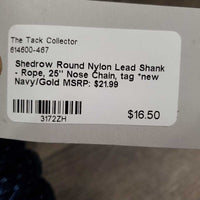 The Tack Collector
614600-467
Shedrow Round Nylon Lead Shank
- Rope, 25" Nose Chain, tag *new
Navy/Gold MSRP: $21.99
3172ZH
$16.50